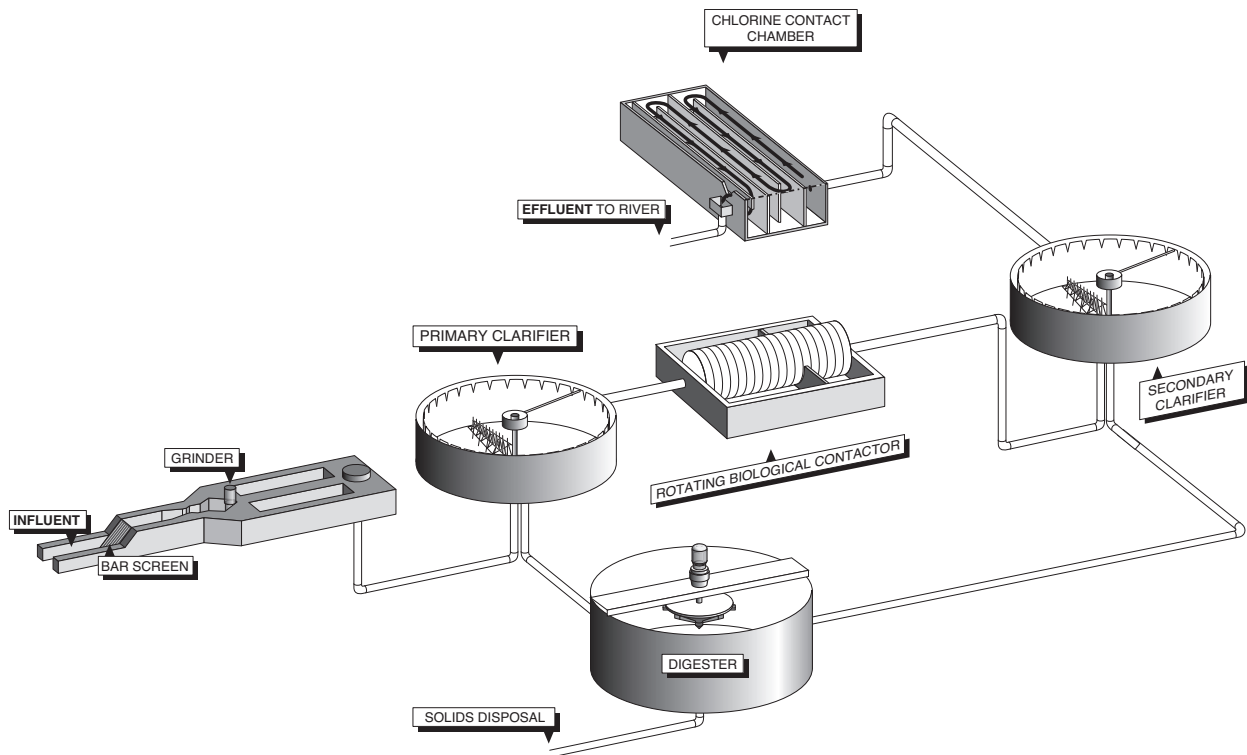 CHLORINE CONTACT
CHAMBER
EFFLUENT TO RIVER
PRIMARY CLARIFIER
SECONDARY
CLARIFIER
ROTATING BIOLOGICAL CONTACTOR
GRINDER
INFLUENT
BAR SCREEN
DIGESTER
SOLIDS DISPOSAL